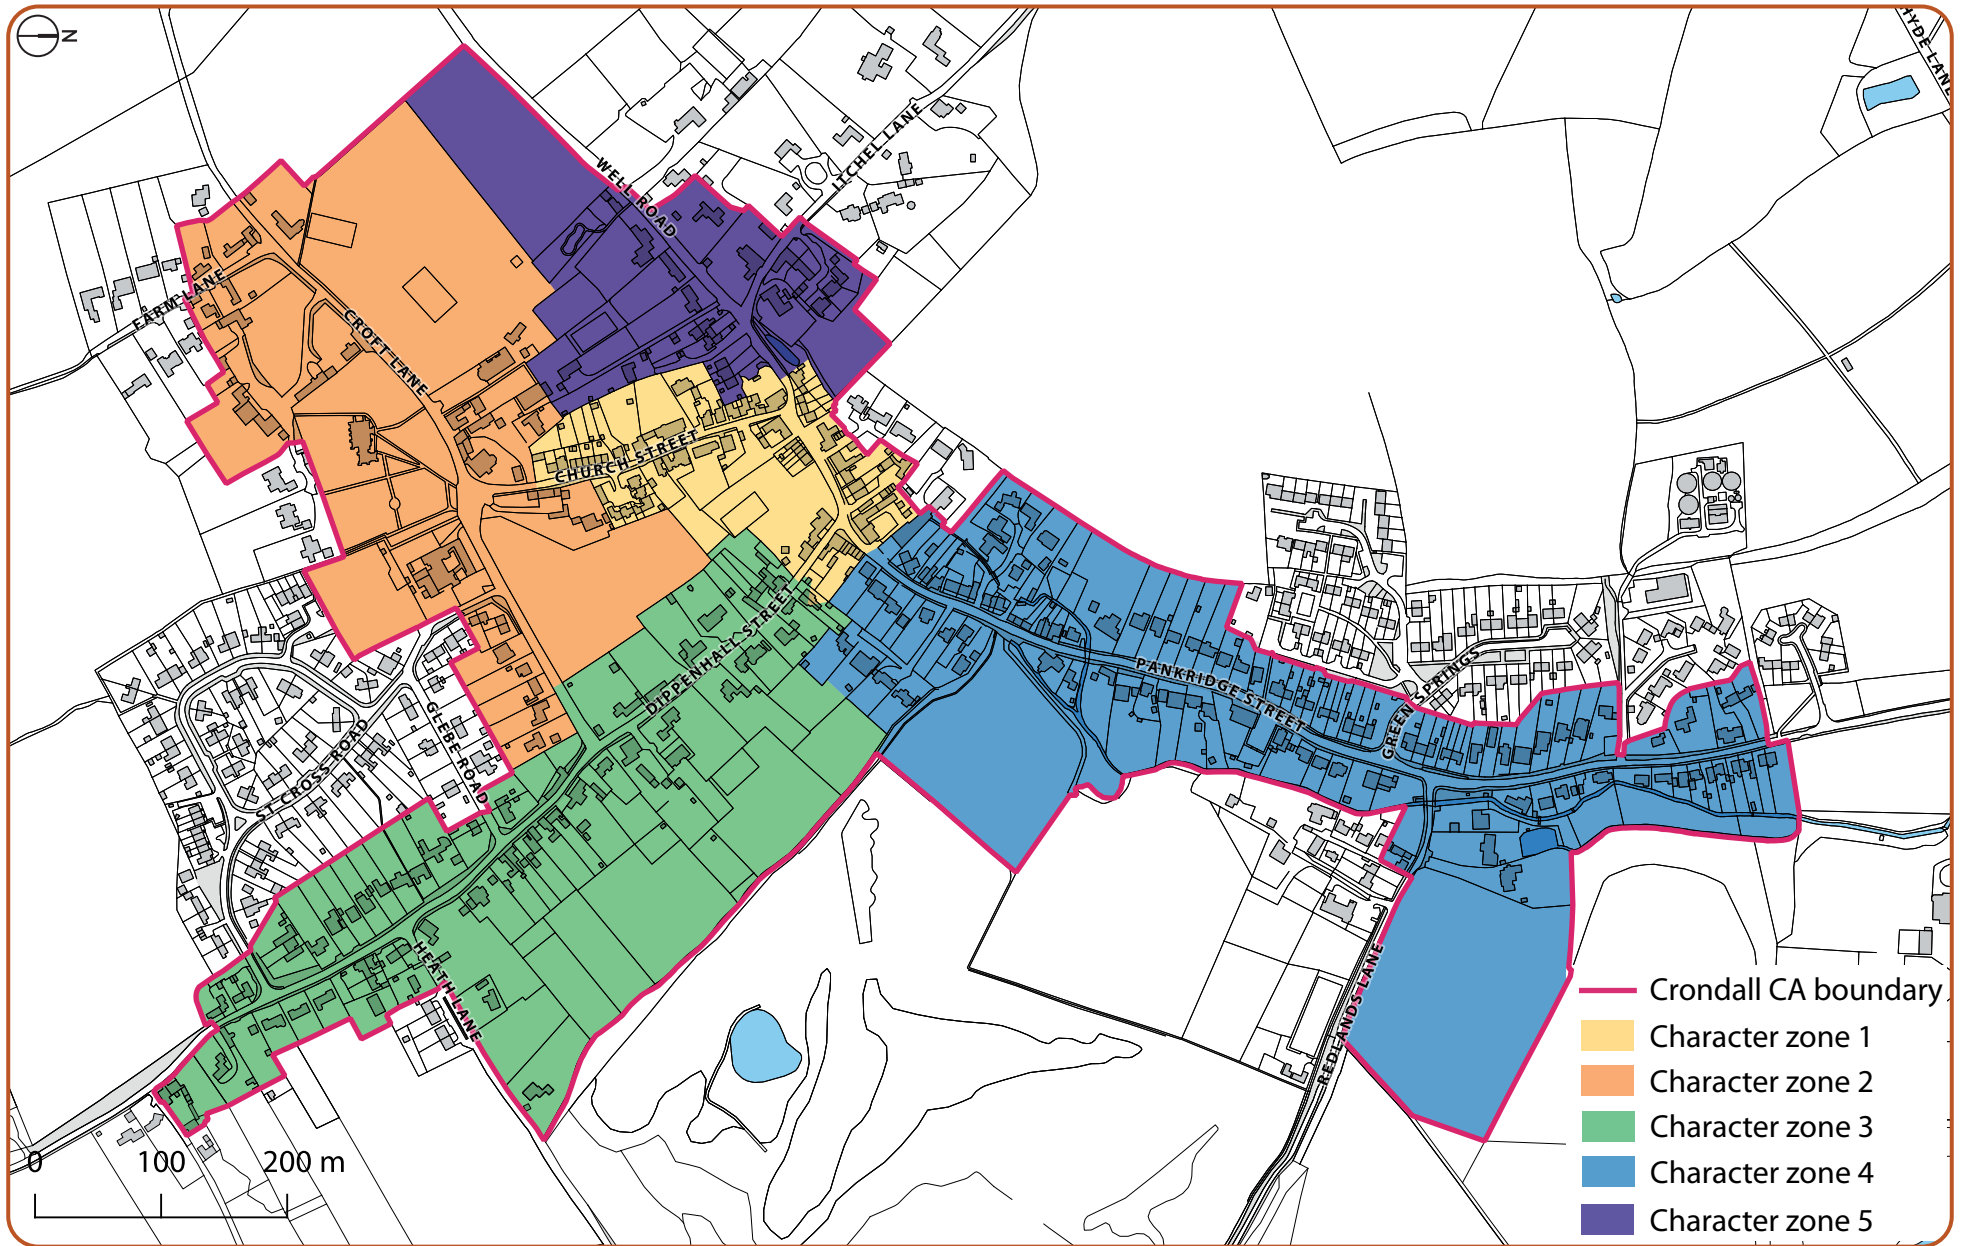 N
HYDE LANE
ITCHEL LANE
WELL ROAD
FARM LANE
CROFT LANE
CHURCH STREET
DIPPENHALL STREET
PANKRIDGE STREET
GREEN SPRINGS
GLEBE ROAD
ST CROSS ROAD
HEATH LANE
REDLANDS LANE
Crondall CA boundary
Character zone 1
Character zone 2
Character zone 3
Character zone 4
Character zone 5
0 100 200 m